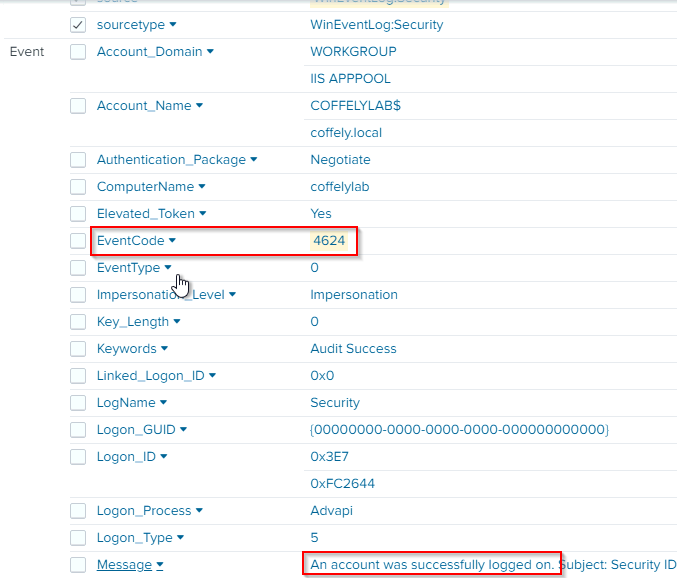 source WinEventLog:Security
sourcetype WinEventLog:Security
Event Account_Domain WORKGROUP
IIS APPPOOL
Account_Name COFFELYLAB$
coffely.local
Authentication_Package Negotiate
ComputerName coffelylab
Elevated_Token Yes
EventCode 4624
EventType 0
Impersonation_Level Impersonation
Key_Length 0
Keywords Audit Success
Linked_Logon_ID 0x0
LogName Security
Logon_GUID {00000000-0000-0000-0000-000000000000}
Logon_ID 0x3E7
0xFC2644
Logon_Process Advapi
Logon_Type 5
Message An account was successfully logged on. Subject: Security ID